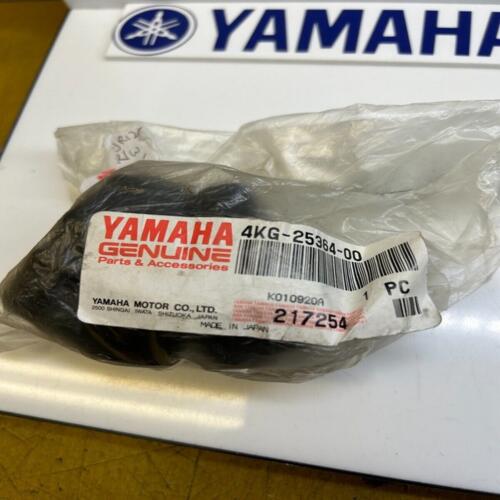 YAMAHA
YAMAHA
GENUINE
Parts & Accessories
4KG-25364-00
K010920A
1 PC
YAMAHA MOTOR CO., LTD.
2500 SHINGAI IWATA SHIZUOKA JAPAN
217254
MADE IN JAPAN